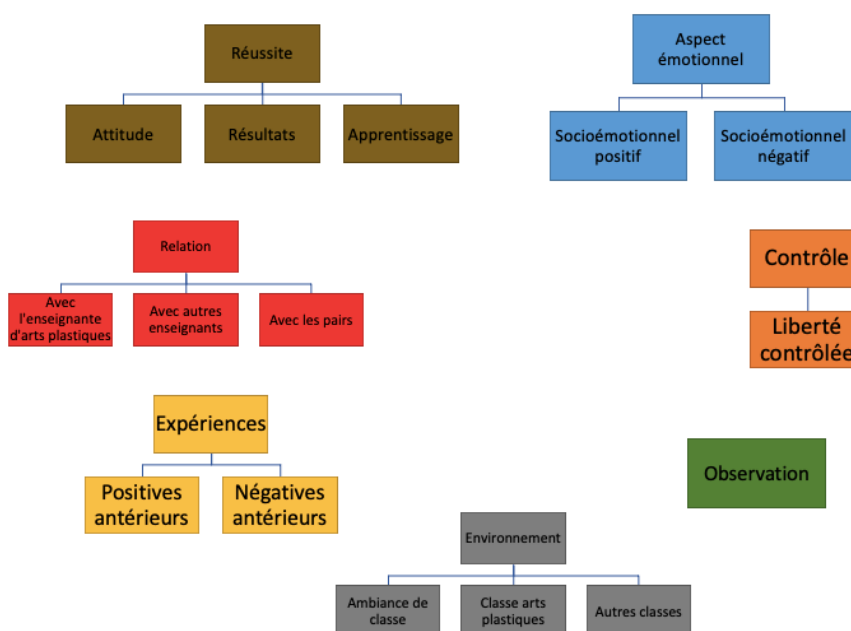 Réussite
Attitude
Résultats
Apprentissage
Aspect
émotionnel
Socioémotionnel
positif
Socioémotionnel
négatif
Relation
Avec
l'enseignante
d'arts plastiques
Avec autres
enseignants
Avec les pairs
Contrôle
Liberté
contrôlée
Expériences
Positives
antérieurs
Négatives
antérieurs
Observation
Environnement
Ambiance de
classe
Classe arts
plastiques
Autres classes